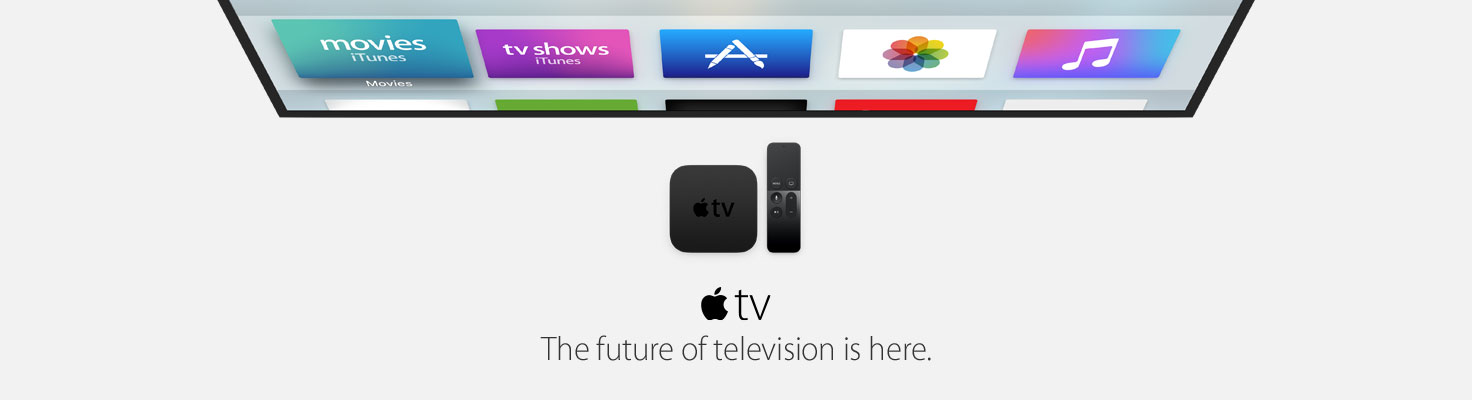 movies
iTunes
tv shows
iTunes
Movies
tv
MENU
tv
The future of television is here.